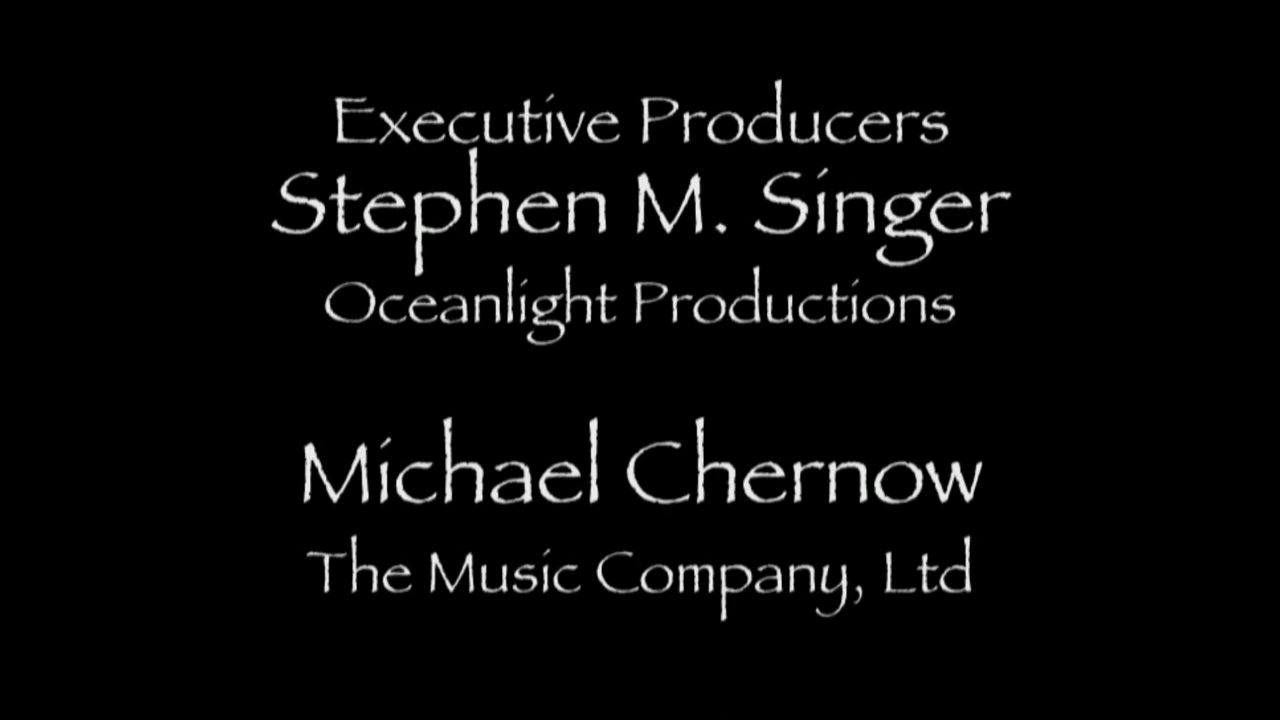 Executive Producers
Stephen M. Singer
Oceanlight Productions
Michael Chernow
The Music Company, Ltd